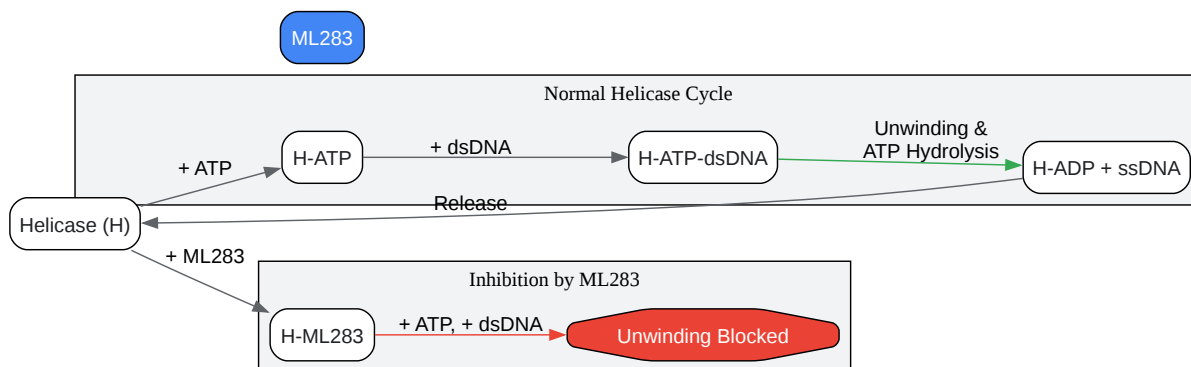 ML283
Normal Helicase Cycle
Unwinding &
ATP Hydrolysis
+ dsDNA
H-ATP
H-ATP-dsDNA
+ ATP
H-ADP + ssDNA
Release
Helicase (H)
+ ML283
Inhibition by ML283
+ ATP, + dsDNA
H-ML283
Unwinding Blocked